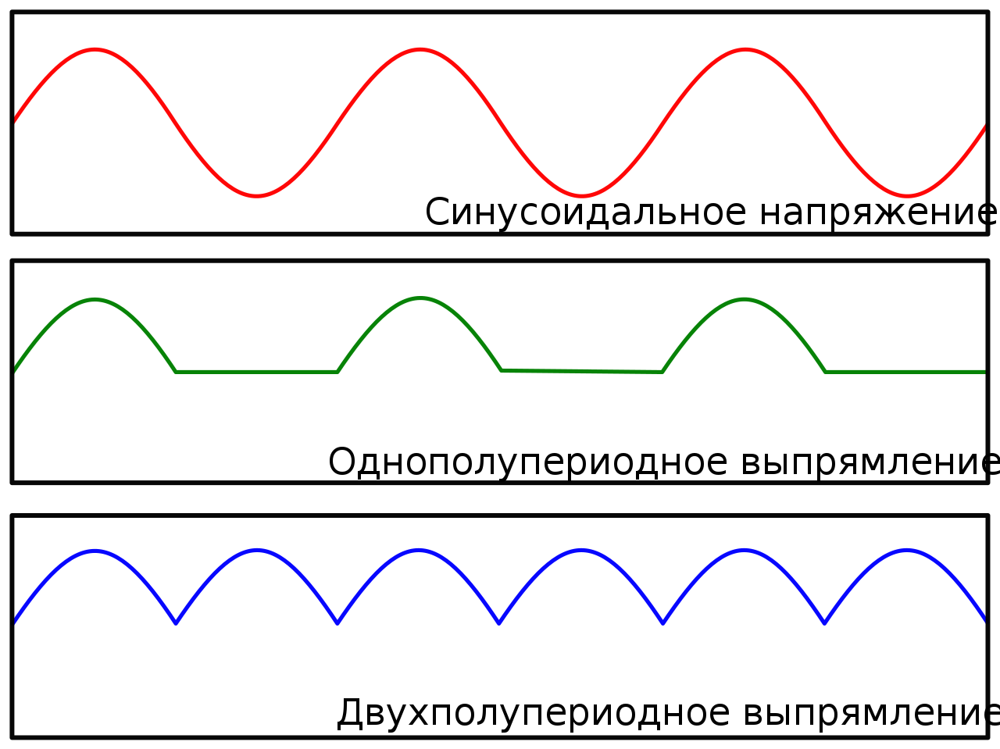 Синусоидальное напряжение
Однополупериодное выпрямление
Двухполупериодное выпрямление